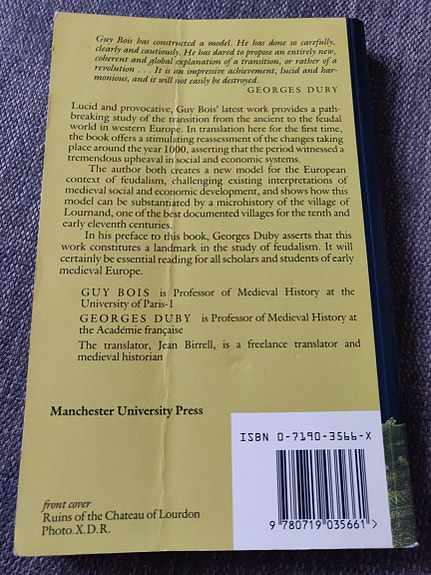 Guy Bois has constructed a model. He has done so carefully,
clearly and cautiously. He has dared to propose an entirely new,
coherent and global explanation of a transition, or rather of a
revolution . . . It is an impressive achievement, lucid and har-
monious, and it will not easily be destroyed.
GEORGES DUBY
Lucid and provocative, Guy Bois' latest work provides a path-
breaking study of the transition from the ancient to the feudal
world in western Europe. In translation here for the first time,
the book offers a stimulating reassessment of the changes taking
place around the year 1000, asserting that the period witnessed a
tremendous upheaval in social and economic systems.
The author both creates a new model for the European
context of feudalism, challenging existing interpretations of
medieval social and economic development, and shows how this
model can be substantiated by a microhistory of the village of
Lournand, one of the best documented villages for the tenth and
early eleventh centuries.
In his preface to this book, Georges Duby asserts that this
work constitutes a landmark in the study of feudalism. It will
certainly be essential reading for all scholars and students of early
medieval Europe.
GUY BOIS is Professor of Medieval History at the
University of Paris-1
GEORGES DUBY is Professor of Medieval History at
the Académie française
The translator, Jean Birrell, is a freelance translator and
medieval historian
Manchester University Press
ISBN 0-7190-3566-X
9 780719 035661 >
front cover
Ruins of the Chateau of Lourdon
Photo.X.D.R.